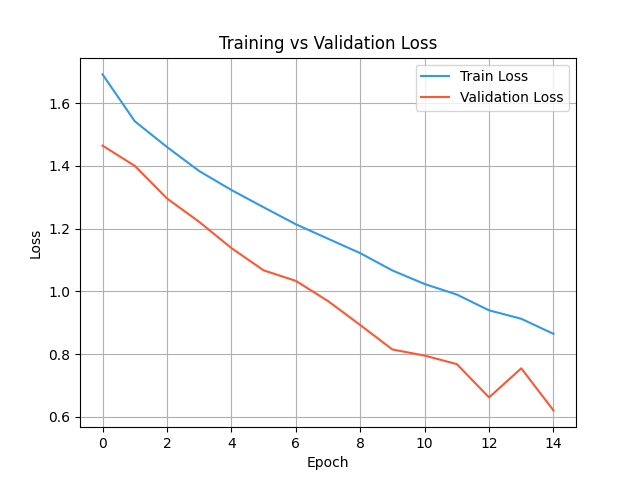 Training vs Validation Loss
Train Loss
Validation Loss
1.6
1.4
1.2
1.0
0.8
0.6
Loss
0 2 4 6 8 10 12 14
Epoch